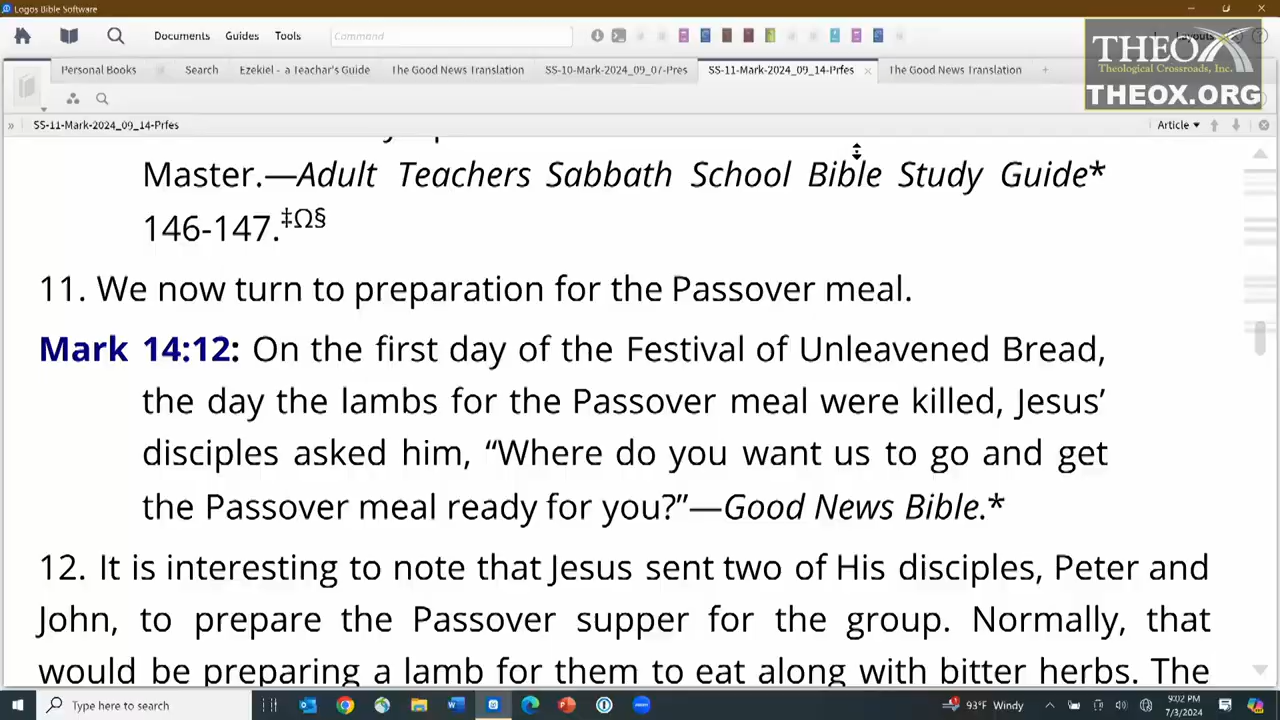 Logos Bible Software
Documents Guides Tools Command
THEOX
Theological Crossroads, Inc.
THEOX.ORG
Personal Books Search Ezekiel - a Teacher's Guide SS-10-Mark-2024_09_07-Pres SS-11-Mark-2024_09_14-Prfes × The Good News Translation +
» SS-11-Mark-2024_09_14-Prfes Article
Master.—Adult Teachers Sabbath School Bible Study Guide*
146-147.‡Ω§
11. We now turn to preparation for the Passover meal.
Mark 14:12: On the first day of the Festival of Unleavened Bread,
the day the lambs for the Passover meal were killed, Jesus’
disciples asked him, “Where do you want us to go and get
the Passover meal ready for you?”—Good News Bible.*
12. It is interesting to note that Jesus sent two of His disciples, Peter and
John, to prepare the Passover supper for the group. Normally, that
would be preparing a lamb for them to eat along with bitter herbs. The
Type here to search 93°F Windy 9:02 PM
7/3/2024